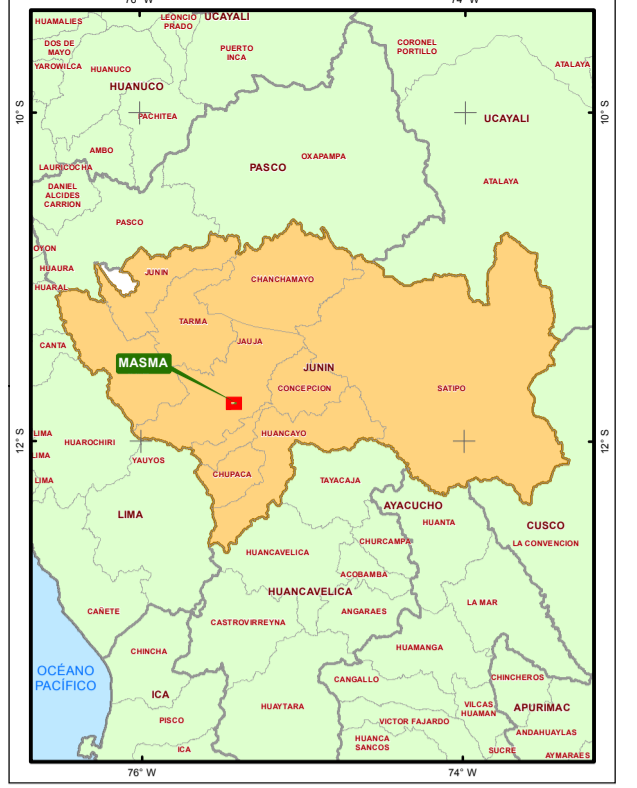 76° W
74° W
HUAMALIES
LEONCIO
PRADO
UCAYALI
DOS DE
MAYO
PUERTO
INCA
CORONEL
PORTILLO
YAROWILCA
HUANUCO
ATALAYA
HUANUCO
10° S
PACHITEA
UCAYALI
10° S
AMBO
OXAPAMPA
LAURICOCHA
PASCO
ATALAYA
DANIEL
ALCIDES
CARRION
PASCO
OYON
HUAURA
JUNIN
CHANCHAMAYO
HUARAL
TARMA
CANTA
JAUJA
MASMA
JUNIN
CONCEPCION
SATIPO
LIMA
HUAROCHIRI
HUANCAYO
12° S
12° S
LIMA
YAUYOS
LIMA
CHUPACA
TAYACAJA
AYACUCHO
LIMA
HUANTA
CUSCO
CHURCAMPA
LA CONVENCION
HUANCAVELICA
ACOBAMBA
HUANCAVELICA
LA MAR
CAÑETE
ANGARAES
CASTROVIRREYNA
HUAMANGA
CHINCHA
OCÉANO
PACÍFICO
CANGALLO
CHINCHEROS
ICA
HUAYTARA
VILCAS
HUAMAN
APURIMAC
PISCO
VICTOR FAJARDO
ANDAHUAYLAS
HUANCA
SANCOS
ICA
SUCRE
AYMARAES
76° W
74° W